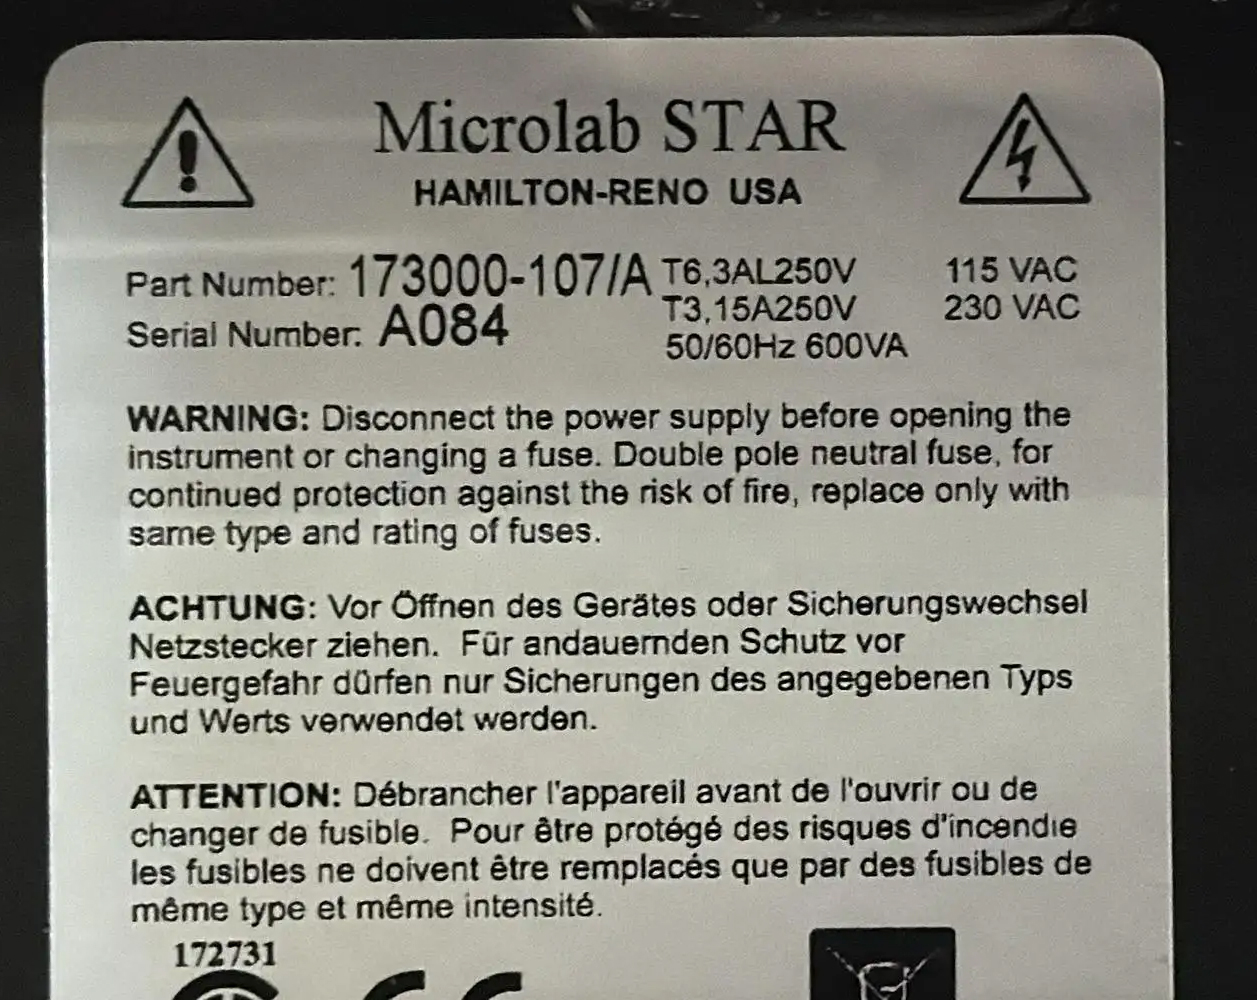 Microlab STAR
HAMILTON-RENO USA
Part Number: 173000-107/A T6,3AL250V 115 VAC
Serial Number: A084 T3,15A250V 230 VAC
50/60Hz 600VA
WARNING: Disconnect the power supply before opening the
instrument or changing a fuse. Double pole neutral fuse, for
continued protection against the risk of fire, replace only with
same type and rating of fuses.
ACHTUNG: Vor Öffnen des Gerätes oder Sicherungswechsel
Netzstecker ziehen. Für andauernden Schutz vor
Feuergefahr dürfen nur Sicherungen des angegebenen Typs
und Werts verwendet werden.
ATTENTION: Débrancher l'appareil avant de l'ouvrir ou de
changer de fusible. Pour être protégé des risques d'incendie
les fusibles ne doivent être remplacés que par des fusibles de
même type et même intensité.
172731
CE